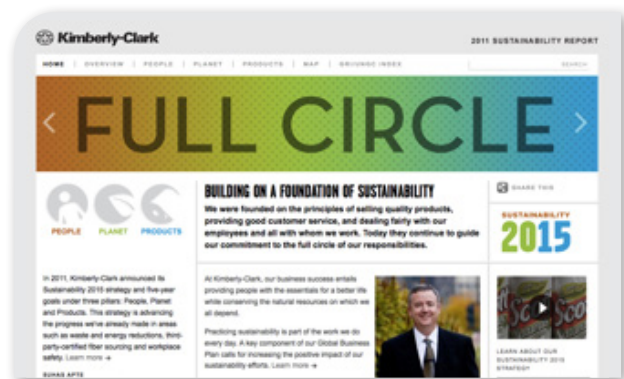 Kimberly-Clark
2011 SUSTAINABILITY REPORT
HOME | OVERVIEW | PEOPLE | PLANET | PRODUCTS | MAP | GRI/UNGC INDEX
SEARCH
FULL CIRCLE
PEOPLE PLANET PRODUCTS
In 2011, Kimberly-Clark announced its
Sustainability 2015 strategy and five-year
goals under three pillars: People, Planet
and Products. This strategy is advancing
the progress we've already made in areas
such as waste and energy reductions, third-
party-certified fiber sourcing and workplace
safety. Learn more →
SUHAS APTE
BUILDING ON A FOUNDATION OF SUSTAINABILITY
We were founded on the principles of selling quality products,
providing good customer service, and dealing fairly with our
employees and all with whom we work. Today they continue to guide
our commitment to the full circle of our responsibilities.
At Kimberly-Clark, our business success entails
providing people with the essentials for a better life
while conserving the natural resources on which we
all depend.
Practicing sustainability is part of the work we do
every day. A key component of our Global Business
Plan calls for increasing the positive impact of our
sustainability efforts. Learn more →
SHARE THIS
SUSTAINABILITY
2015
LEARN ABOUT OUR
SUSTAINABILITY 2015
STRATEGY